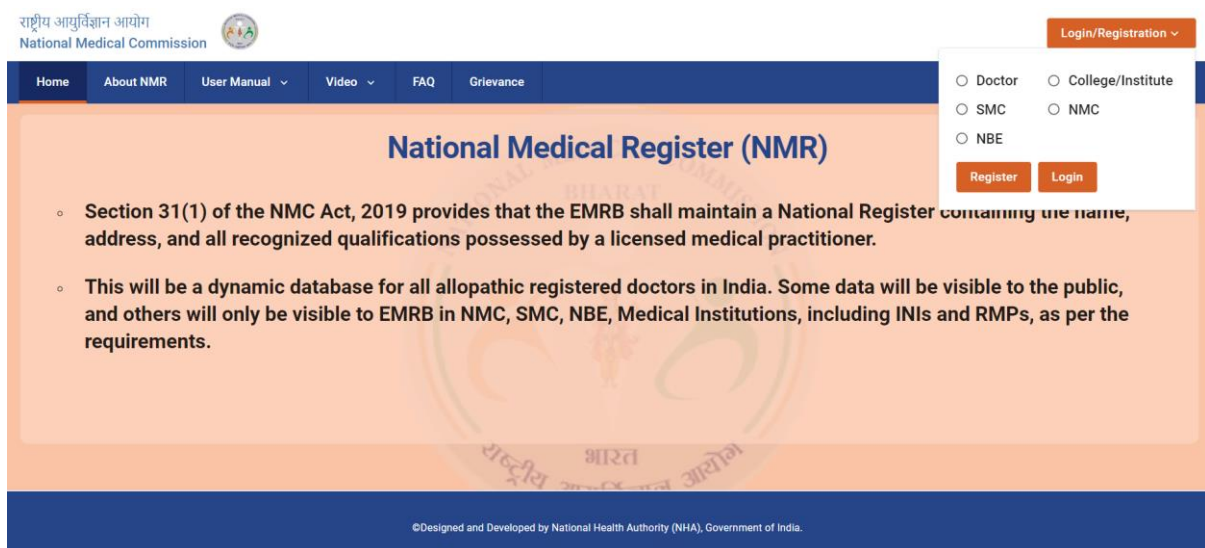 राष्ट्रीय आयुर्विज्ञान आयोग
National Medical Commission
Login/Registration
Home About NMR User Manual Video FAQ Grievance
Doctor College/Institute
SMC NMC
NBE
Register Login
National Medical Register (NMR)
Section 31(1) of the NMC Act, 2019 provides that the EMRB shall maintain a National Register containing the name,
address, and all recognized qualifications possessed by a licensed medical practitioner.
This will be a dynamic database for all allopathic registered doctors in India. Some data will be visible to the public,
and others will only be visible to EMRB in NMC, SMC, NBE, Medical Institutions, including INIs and RMPs, as per the
requirements.
BHARAT
भारत
राष्ट्रीय आयोग
©Designed and Developed by National Health Authority (NHA), Government of India.